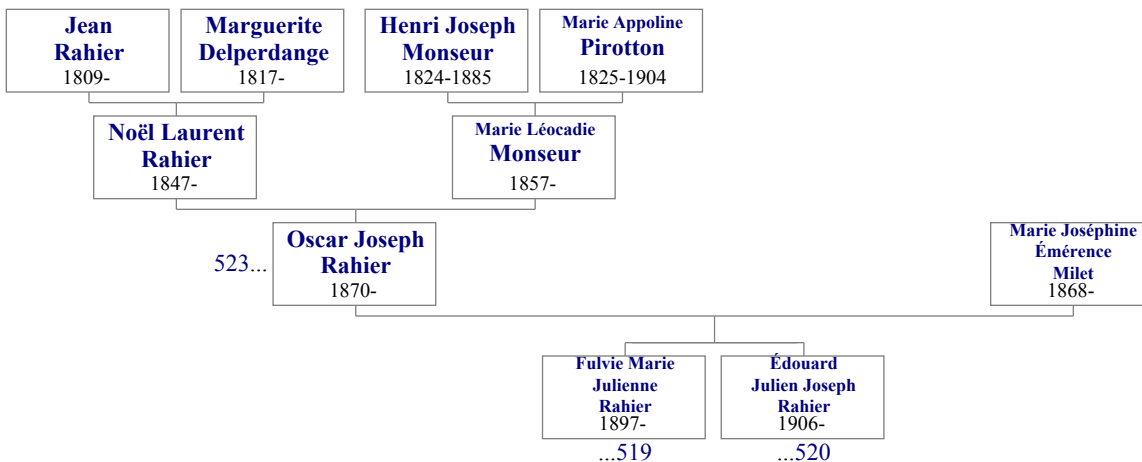 Jean
Rahier
1809-
Marguerite
Delperdange
1817-
Henri Joseph
Monseur
1824-1885
Marie Appoline
Pirotton
1825-1904
Noël Laurent
Rahier
1847-
Marie Léocadie
Monseur
1857-
523...
Oscar Joseph
Rahier
1870-
Marie Joséphine
Émérence
Milet
1868-
Fulvie Marie
Julienne
Rahier
1897-
...519
Édouard
Julien Joseph
Rahier
1906-
...520